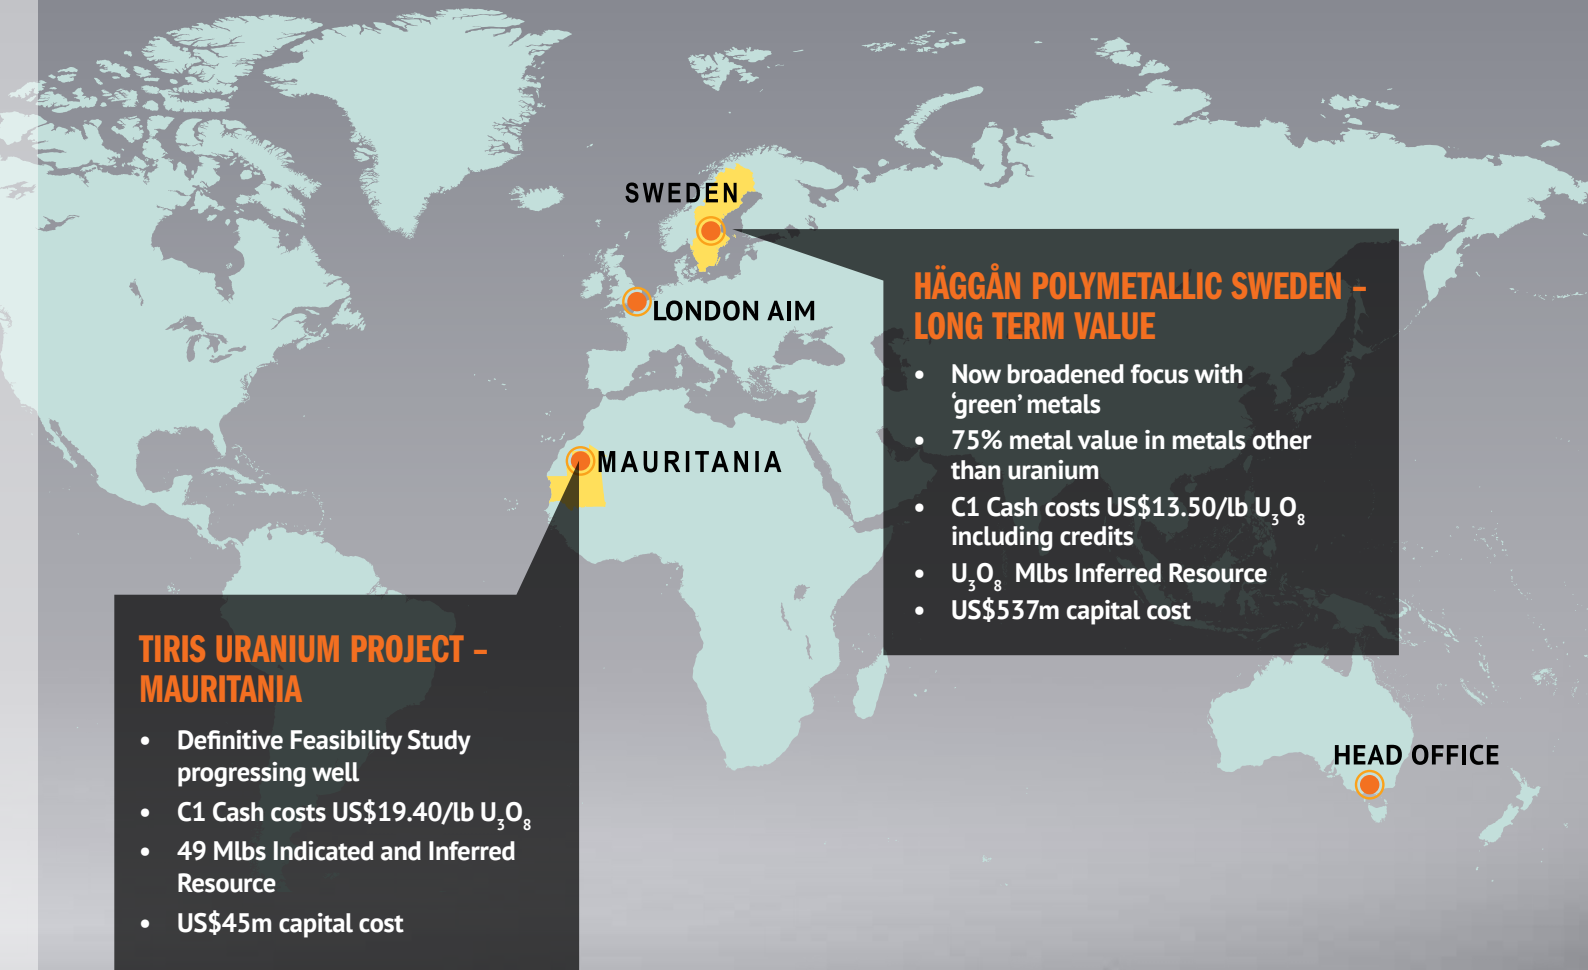 SWEDEN
LONDON AIM
MAURITANIA
HÄGGÅN POLYMETALLIC SWEDEN –
LONG TERM VALUE
• Now broadened focus with
‘green’ metals
• 75% metal value in metals other
than uranium
• C1 Cash costs US$13.50/lb U₃O₈
including credits
• U₃O₈ Mlbs Inferred Resource
• US$537m capital cost
TIRIS URANIUM PROJECT –
MAURITANIA
• Definitive Feasibility Study
progressing well
• C1 Cash costs US$19.40/lb U₃O₈
• 49 Mlbs Indicated and Inferred
Resource
• US$45m capital cost
HEAD OFFICE